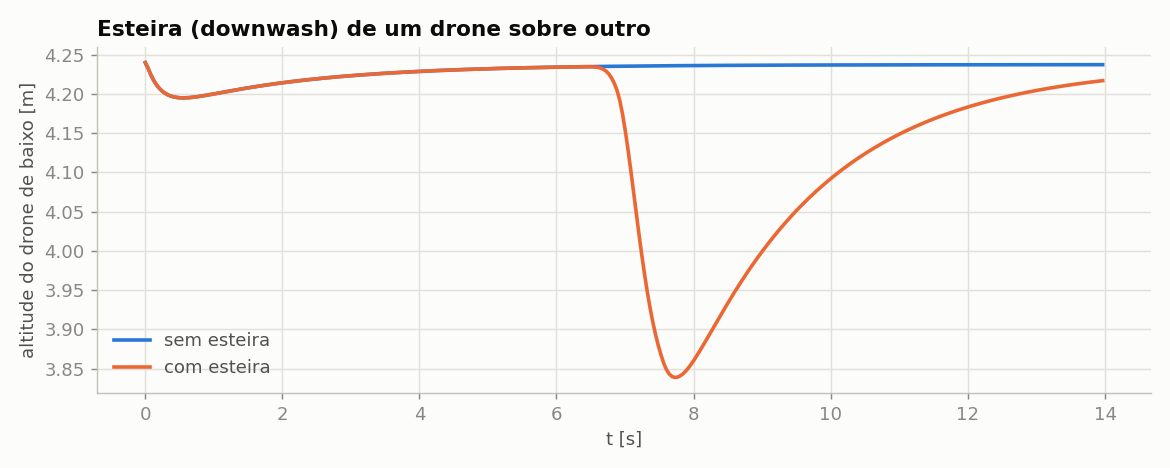 Esteira (downwash) de um drone sobre outro
altitude do drone de baixo [m]
4.25
4.20
4.15
4.10
4.05
4.00
3.95
3.90
3.85
sem esteira
com esteira
0 2 4 6 8 10 12 14
t [s]